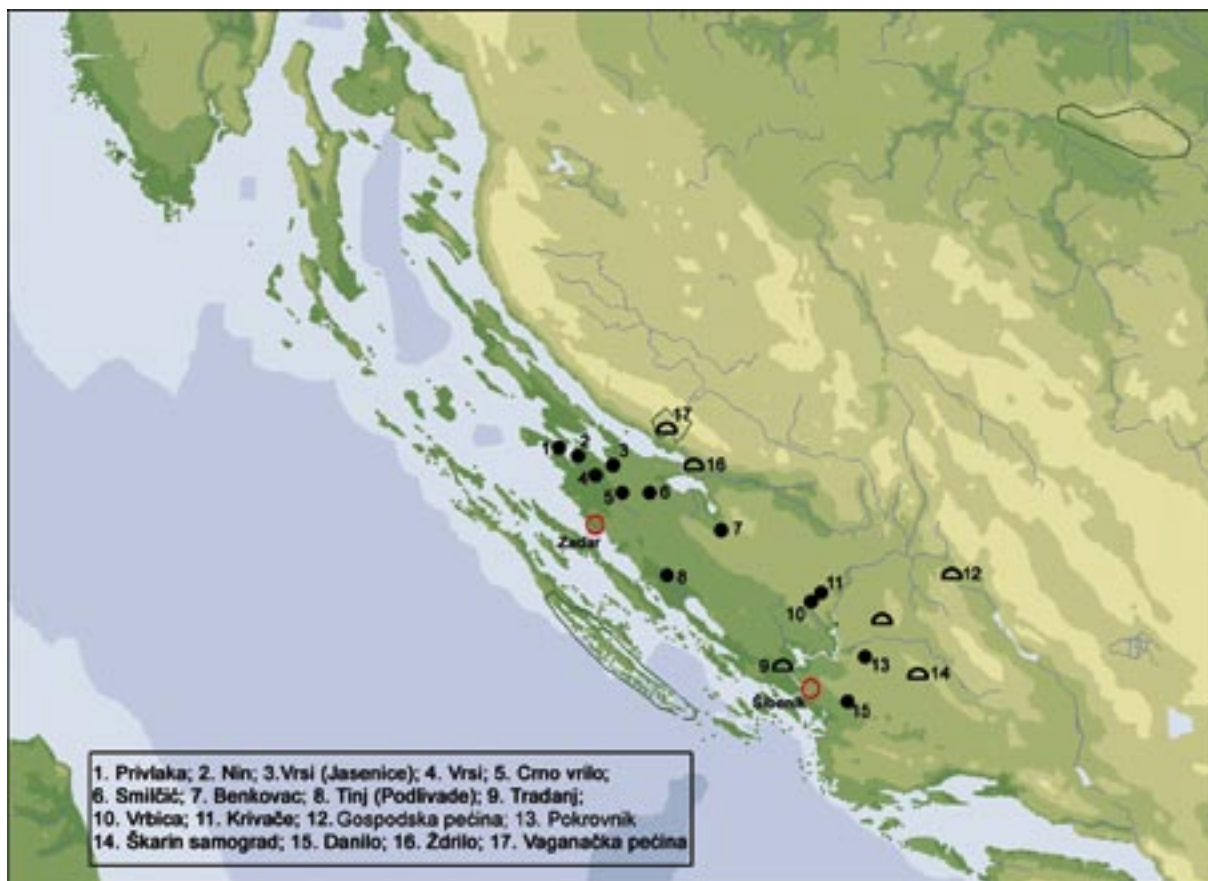 17
16
1
2
3
4
5
6
7
Zadar
8
12
11
10
9
13
14
Šibenik
15
1. Privlaka; 2. Nin; 3.Vrsi (Jasenice); 4. Vrsi; 5. Crno vrilo;
6. Smilčić; 7. Benkovac; 8. Tinj (Podlivade); 9. Tradanj;
10. Vrbica; 11. Krivače; 12. Gospodska pećina; 13. Pokrovnik
14. Škarin samograd; 15. Danilo; 16. Ždrilo; 17. Vaganačka pećina